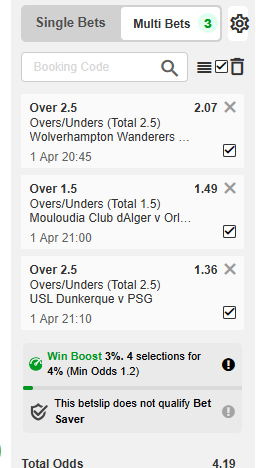 Single Bets
Multi Bets 3
Booking Code
Over 2.5 2.07
Overs/Unders (Total 2.5)
Wolverhampton Wanderers ...
1 Apr 20:45
Over 1.5 1.49
Overs/Unders (Total 1.5)
Mouloudia Club dAlger v Orl...
1 Apr 21:00
Over 2.5 1.36
Overs/Unders (Total 2.5)
USL Dunkerque v PSG
1 Apr 21:10
Win Boost 3%. 4 selections for
4% (Min Odds 1.2)
This betslip does not qualify Bet
Saver
Total Odds 4.19